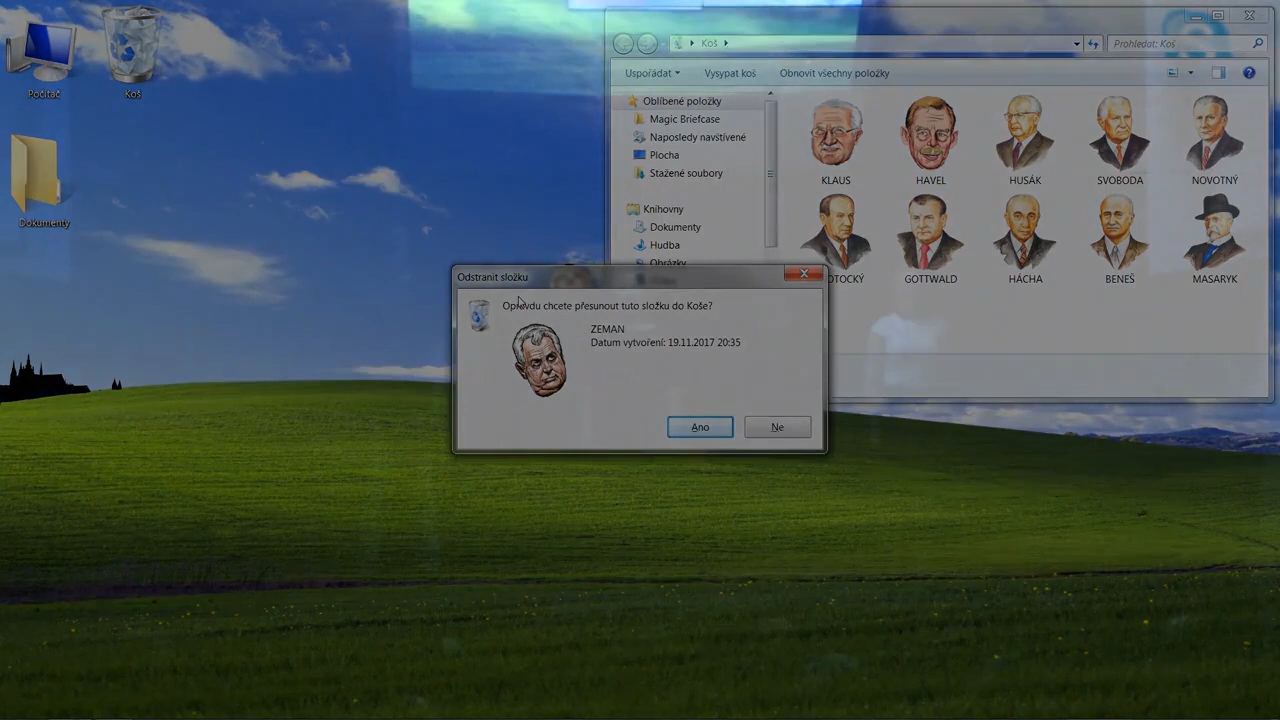 Počítač
Koš
Dokumenty
Koš
Prohledat: Koš
Uspořádat
Vysypat koš
Obnovit všechny položky
Oblíbené položky
Magic Briefcase
Naposledy navštívené
Plocha
Stažené soubory
Knihovny
Dokumenty
Hudba
Obrázky
KLAUS
HAVEL
HUSÁK
SVOBODA
NOVOTNÝ
GOTTWALD
HÁCHA
BENEŠ
MASARYK
Odstranit složku
Opravdu chcete přesunout tuto složku do Koše?
ZEMAN
Datum vytvoření: 19.11.2017 20:35
Ano
Ne